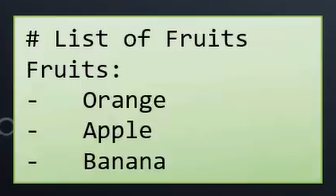 # List of Fruits
Fruits:
- Orange
- Apple
- Banana